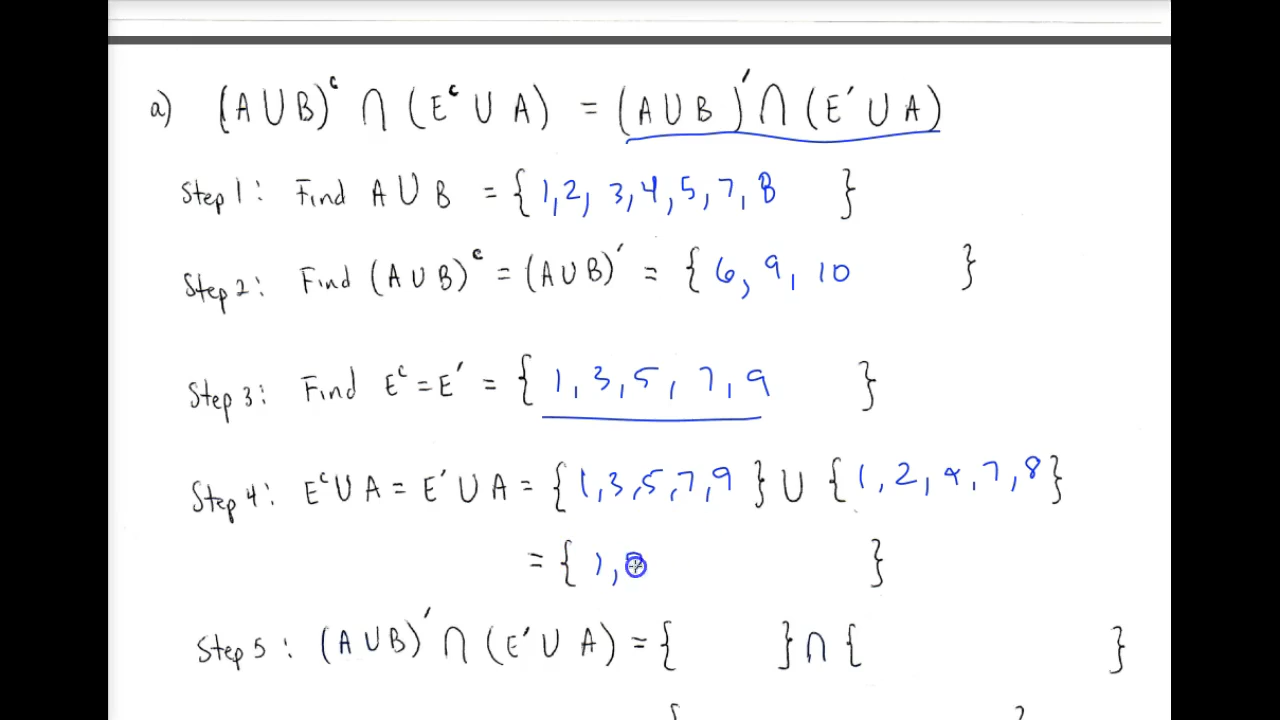 a) (A ∪ B)ᶜ ∩ (Eᶜ ∪ A) = (A ∪ B)′ ∩ (E′ ∪ A)
Step 1: Find A ∪ B = { 1, 2, 3, 4, 5, 7, 8 }
Step 2: Find (A ∪ B)ᶜ = (A ∪ B)′ = { 6, 9, 10 }
Step 3: Find Eᶜ = E′ = { 1, 3, 5, 7, 9 }
Step 4: Eᶜ ∪ A = E′ ∪ A = { 1, 3, 5, 7, 9 } ∪ { 1, 2, 4, 7, 8 }
= { 1, }
Step 5: (A ∪ B)′ ∩ (E′ ∪ A) = { } ∩ { }